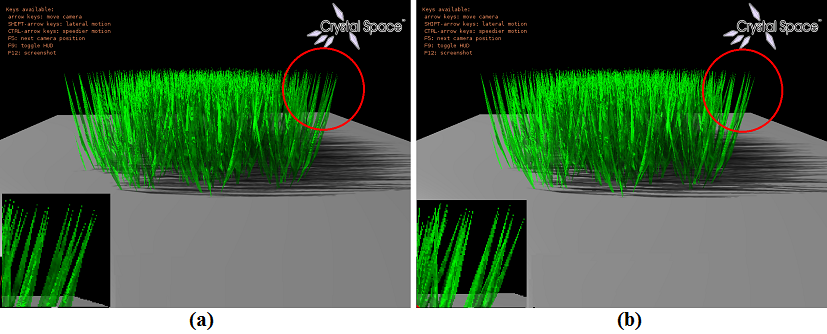 Keys available:
arrow keys: move camera
SHIFT-arrow keys: lateral motion
CTRL-arrow keys: speedier motion
F5: next camera position
F9: toggle HUD
F12: screenshot
Crystal Space™
Keys available:
arrow keys: move camera
SHIFT-arrow keys: lateral motion
CTRL-arrow keys: speedier motion
F5: next camera position
F9: toggle HUD
F12: screenshot
Crystal Space™
(a)
(b)